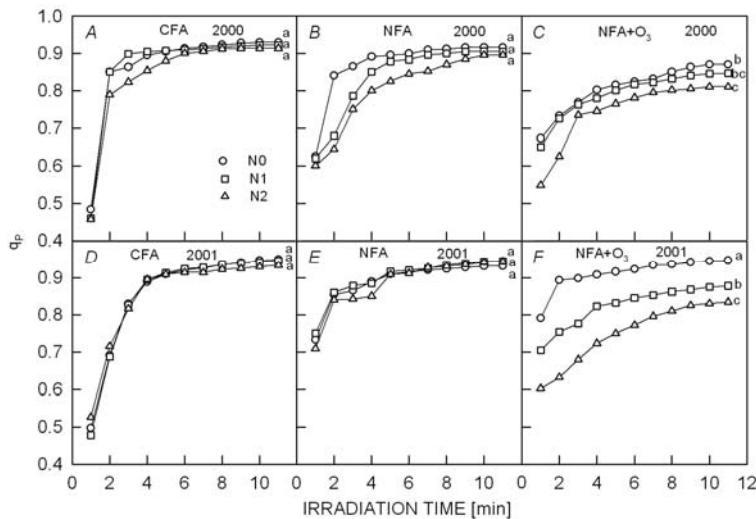 A CFA 2000 a
a
a
B NFA 2000 a
a
a
C NFA+O3 2000
b
bc
c
1.0
0.9
0.8
0.7
0.6
0.5
0.4
N0
N1
N2
qP
D CFA 2001 a
a
a
E NFA 2001 a
a
a
F NFA+O3 2001
a
b
c
0.9
0.8
0.7
0.6
0.5
0.4
0 2 4 6 8 10 0 2 4 6 8 10 0 2 4 6 8 10 12
IRRADIATION TIME [min]